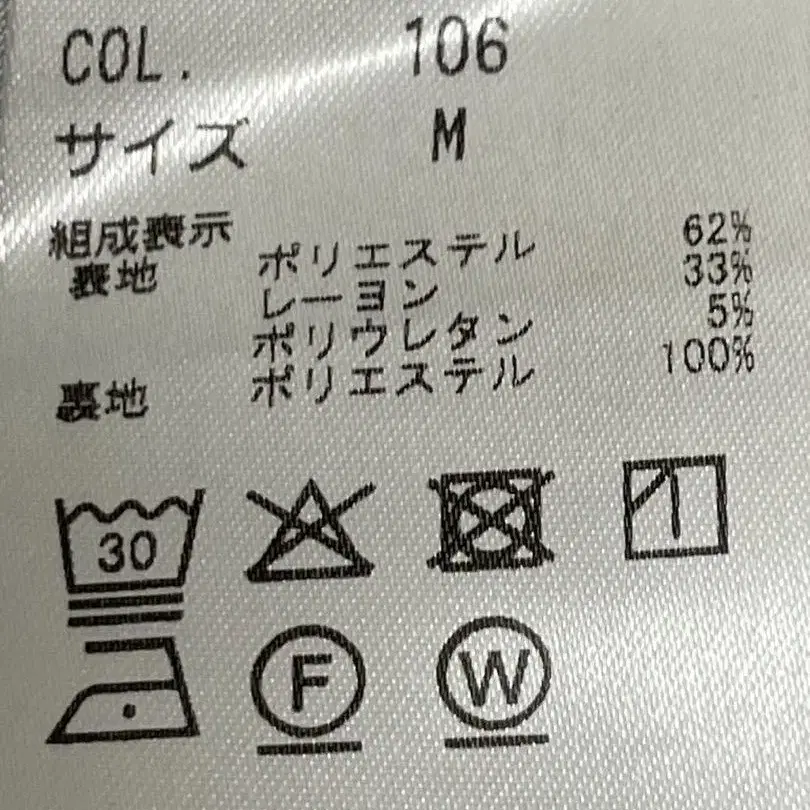 COL. 106
サイズ M
組成表示
表地 ポリエステル 62%
レーヨン 33%
ポリウレタン 5%
裏地 ポリエステル 100%
30
F W